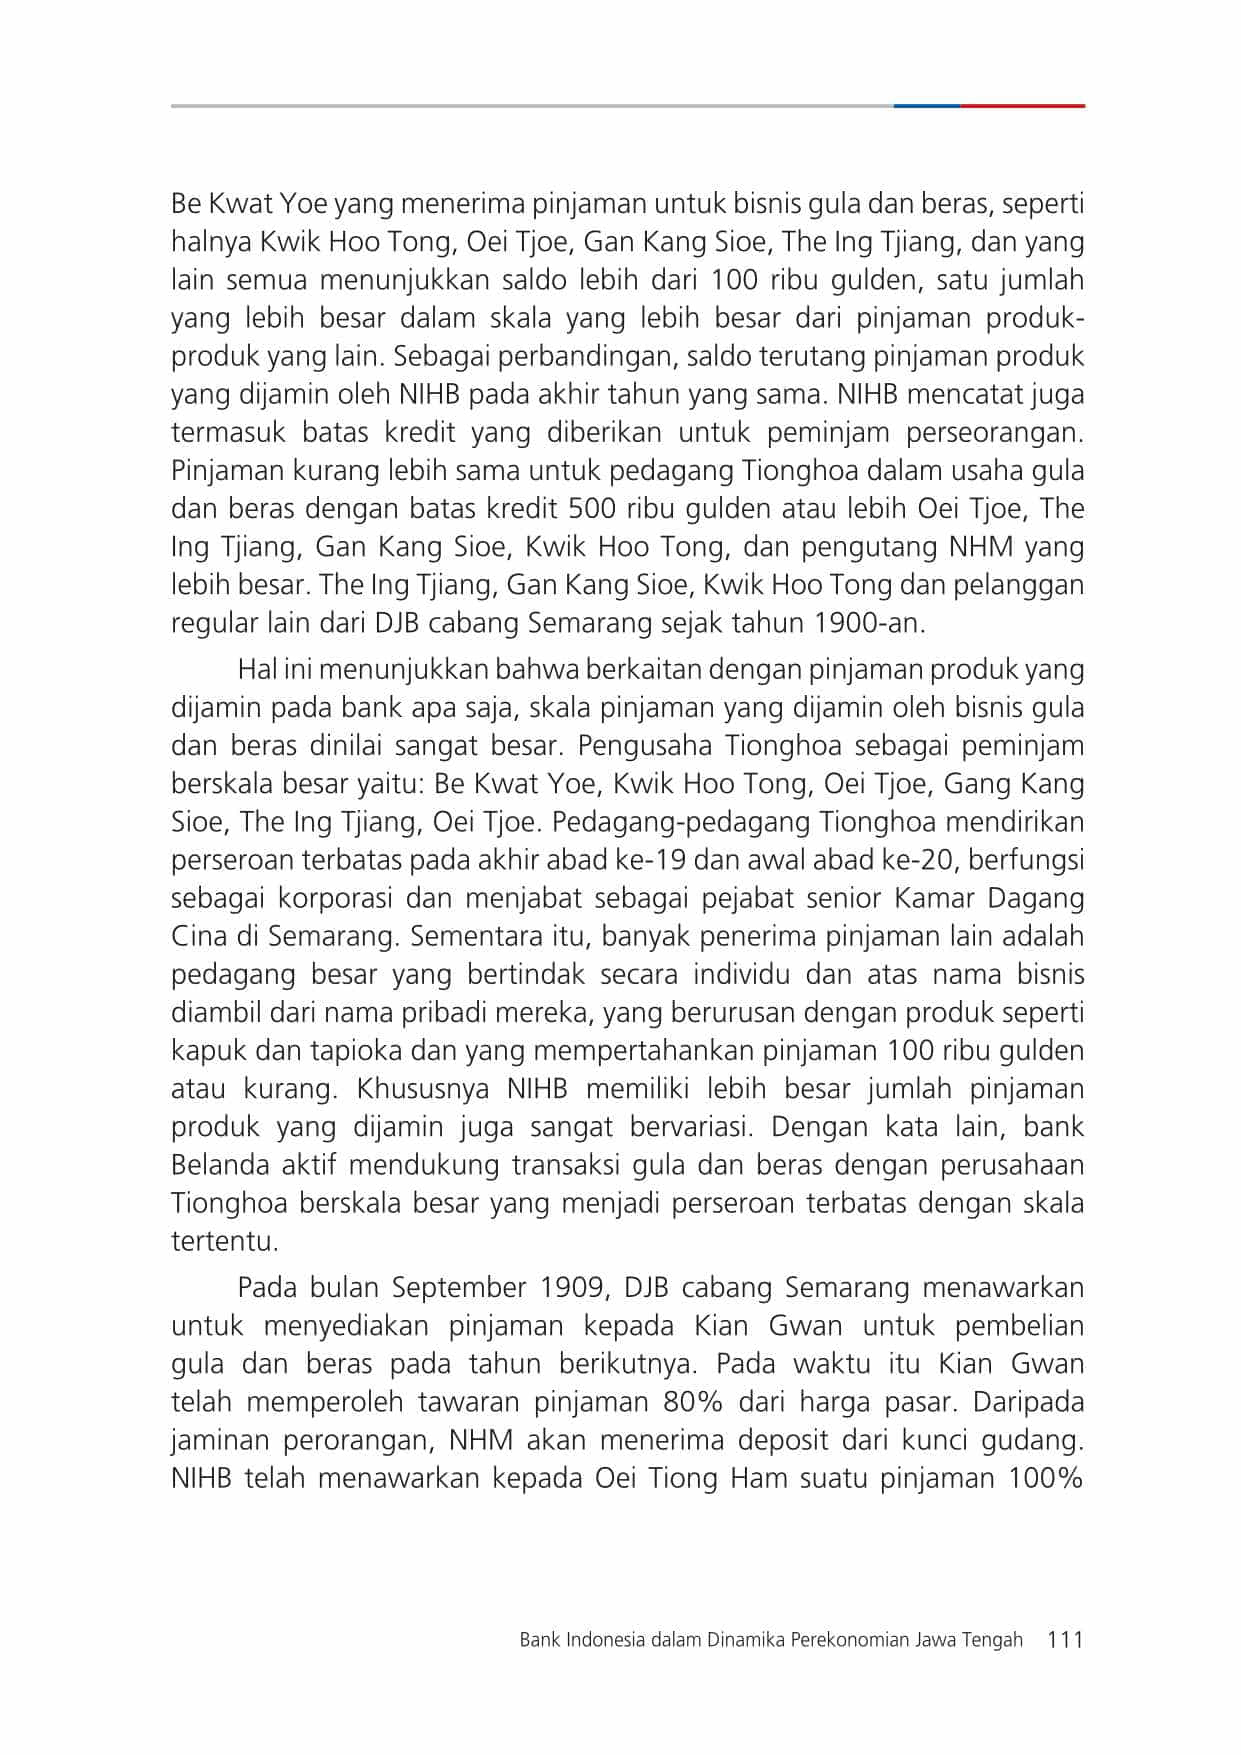 Be Kwat Yoe yang menerima pinjaman untuk bisnis gula dan beras, seperti
halnya Kwik Hoo Tong, Oei Tjoe, Gan Kang Sioe, The Ing Tjiang, dan yang
lain semua menunjukkan saldo lebih dari 100 ribu gulden, satu jumlah
yang lebih besar dalam skala yang lebih besar dari pinjaman produk-
produk yang lain. Sebagai perbandingan, saldo terutang pinjaman produk
yang dijamin oleh NIHB pada akhir tahun yang sama. NIHB mencatat juga
termasuk batas kredit yang diberikan untuk peminjam perseorangan.
Pinjaman kurang lebih sama untuk pedagang Tionghoa dalam usaha gula
dan beras dengan batas kredit 500 ribu gulden atau lebih Oei Tjoe, The
Ing Tjiang, Gan Kang Sioe, Kwik Hoo Tong, dan pengutang NHM yang
lebih besar. The Ing Tjiang, Gan Kang Sioe, Kwik Hoo Tong dan pelanggan
regular lain dari DJB cabang Semarang sejak tahun 1900-an.
Hal ini menunjukkan bahwa berkaitan dengan pinjaman produk yang
dijamin pada bank apa saja, skala pinjaman yang dijamin oleh bisnis gula
dan beras dinilai sangat besar. Pengusaha Tionghoa sebagai peminjam
berskala besar yaitu: Be Kwat Yoe, Kwik Hoo Tong, Oei Tjoe, Gang Kang
Sioe, The Ing Tjiang, Oei Tjoe. Pedagang-pedagang Tionghoa mendirikan
perseroan terbatas pada akhir abad ke-19 dan awal abad ke-20, berfungsi
sebagai korporasi dan menjabat sebagai pejabat senior Kamar Dagang
Cina di Semarang. Sementara itu, banyak penerima pinjaman lain adalah
pedagang besar yang bertindak secara individu dan atas nama bisnis
diambil dari nama pribadi mereka, yang berurusan dengan produk seperti
kapuk dan tapioka dan yang mempertahankan pinjaman 100 ribu gulden
atau kurang. Khususnya NIHB memiliki lebih besar jumlah pinjaman
produk yang dijamin juga sangat bervariasi. Dengan kata lain, bank
Belanda aktif mendukung transaksi gula dan beras dengan perusahaan
Tionghoa berskala besar yang menjadi perseroan terbatas dengan skala
tertentu.
Pada bulan September 1909, DJB cabang Semarang menawarkan
untuk menyediakan pinjaman kepada Kian Gwan untuk pembelian
gula dan beras pada tahun berikutnya. Pada waktu itu Kian Gwan
telah memperoleh tawaran pinjaman 80% dari harga pasar. Daripada
jaminan perorangan, NHM akan menerima deposit dari kunci gudang.
NIHB telah menawarkan kepada Oei Tiong Ham suatu pinjaman 100%
Bank Indonesia dalam Dinamika Perekonomian Jawa Tengah 111